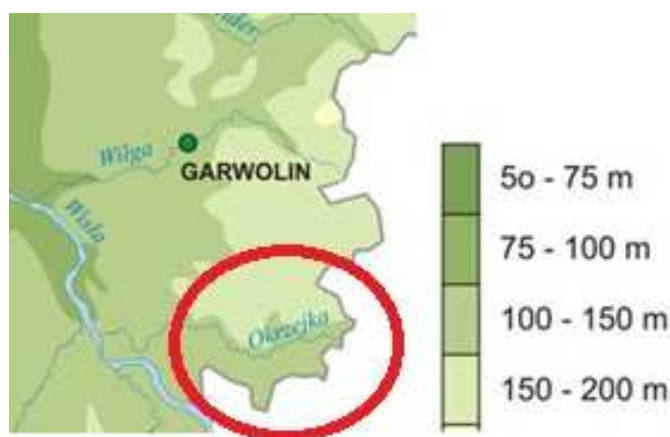 Wilga
GARWOLIN
Wisła
Okrzejka
5o - 75 m
75 - 100 m
100 - 150 m
150 - 200 m